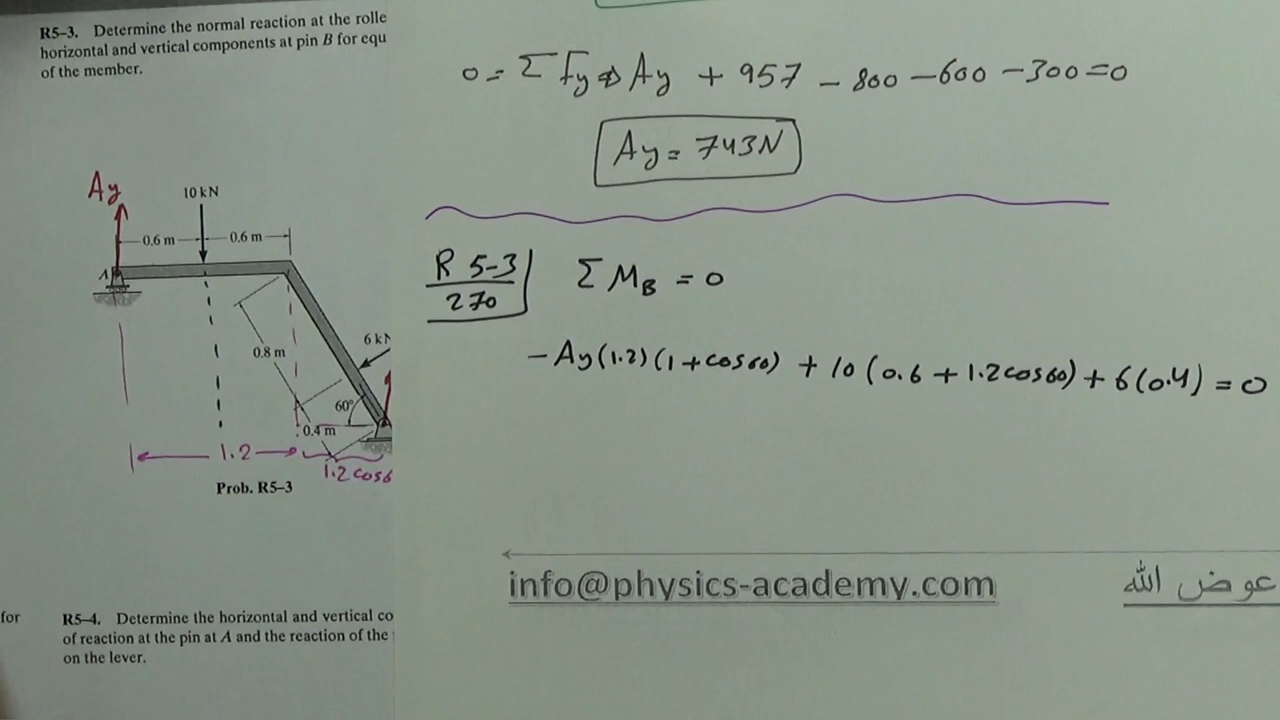 R5–3. Determine the normal reaction at the rolle
horizontal and vertical components at pin B for equ
of the member.
Ay
10 kN
0.6 m
0.6 m
A
0.8 m
6 kN
60°
0.4 m
1.2
1.2 cos6
Prob. R5–3
for
R5–4. Determine the horizontal and vertical co
of reaction at the pin at A and the reaction of the
on the lever.
0 = Σ Fy ⇒ Ay + 957 – 800 – 600 – 300 = 0
Ay = 743N
R 5-3
270
Σ MB = 0
– Ay (1.2) (1 + cos 60) + 10 (0.6 + 1.2 cos 60) + 6 (0.4) = 0
info@physics-academy.com
عوض الله